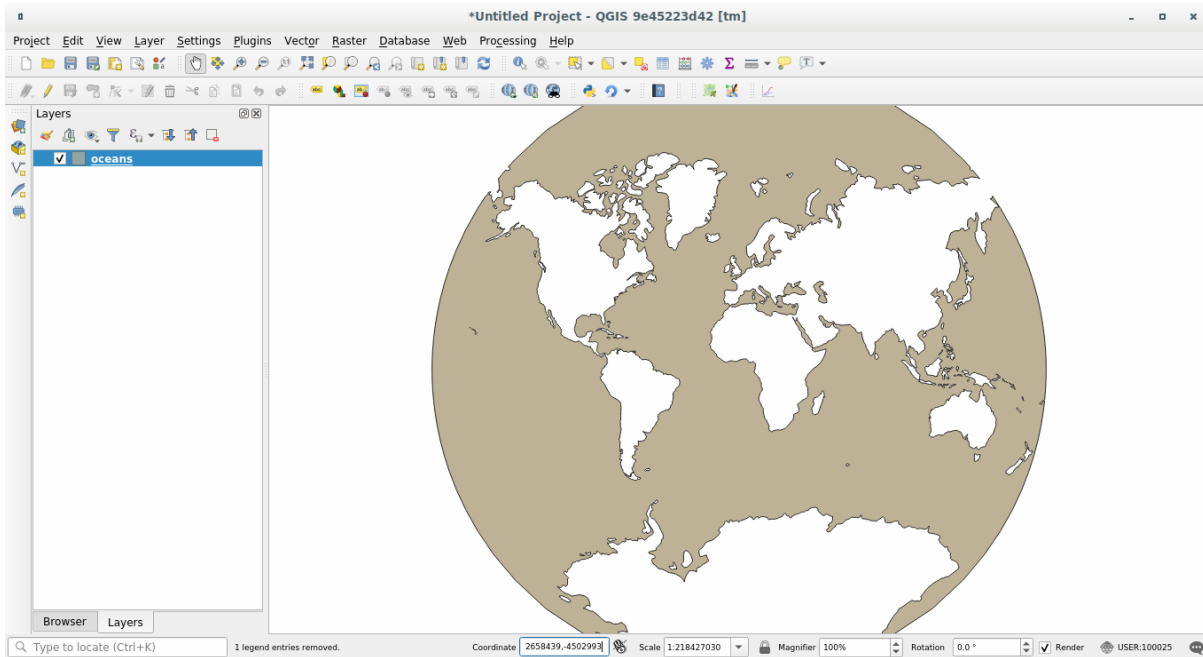 *Untitled Project - QGIS 9e45223d42 [tm]
Project Edit View Layer Settings Plugins Vector Raster Database Web Processing Help
Layers
oceans
Browser Layers
Type to locate (Ctrl+K) 1 legend entries removed. Coordinate 2658439,-4502993 Scale 1:218427030 Magnifier 100% Rotation 0.0 ° Render USER:100025